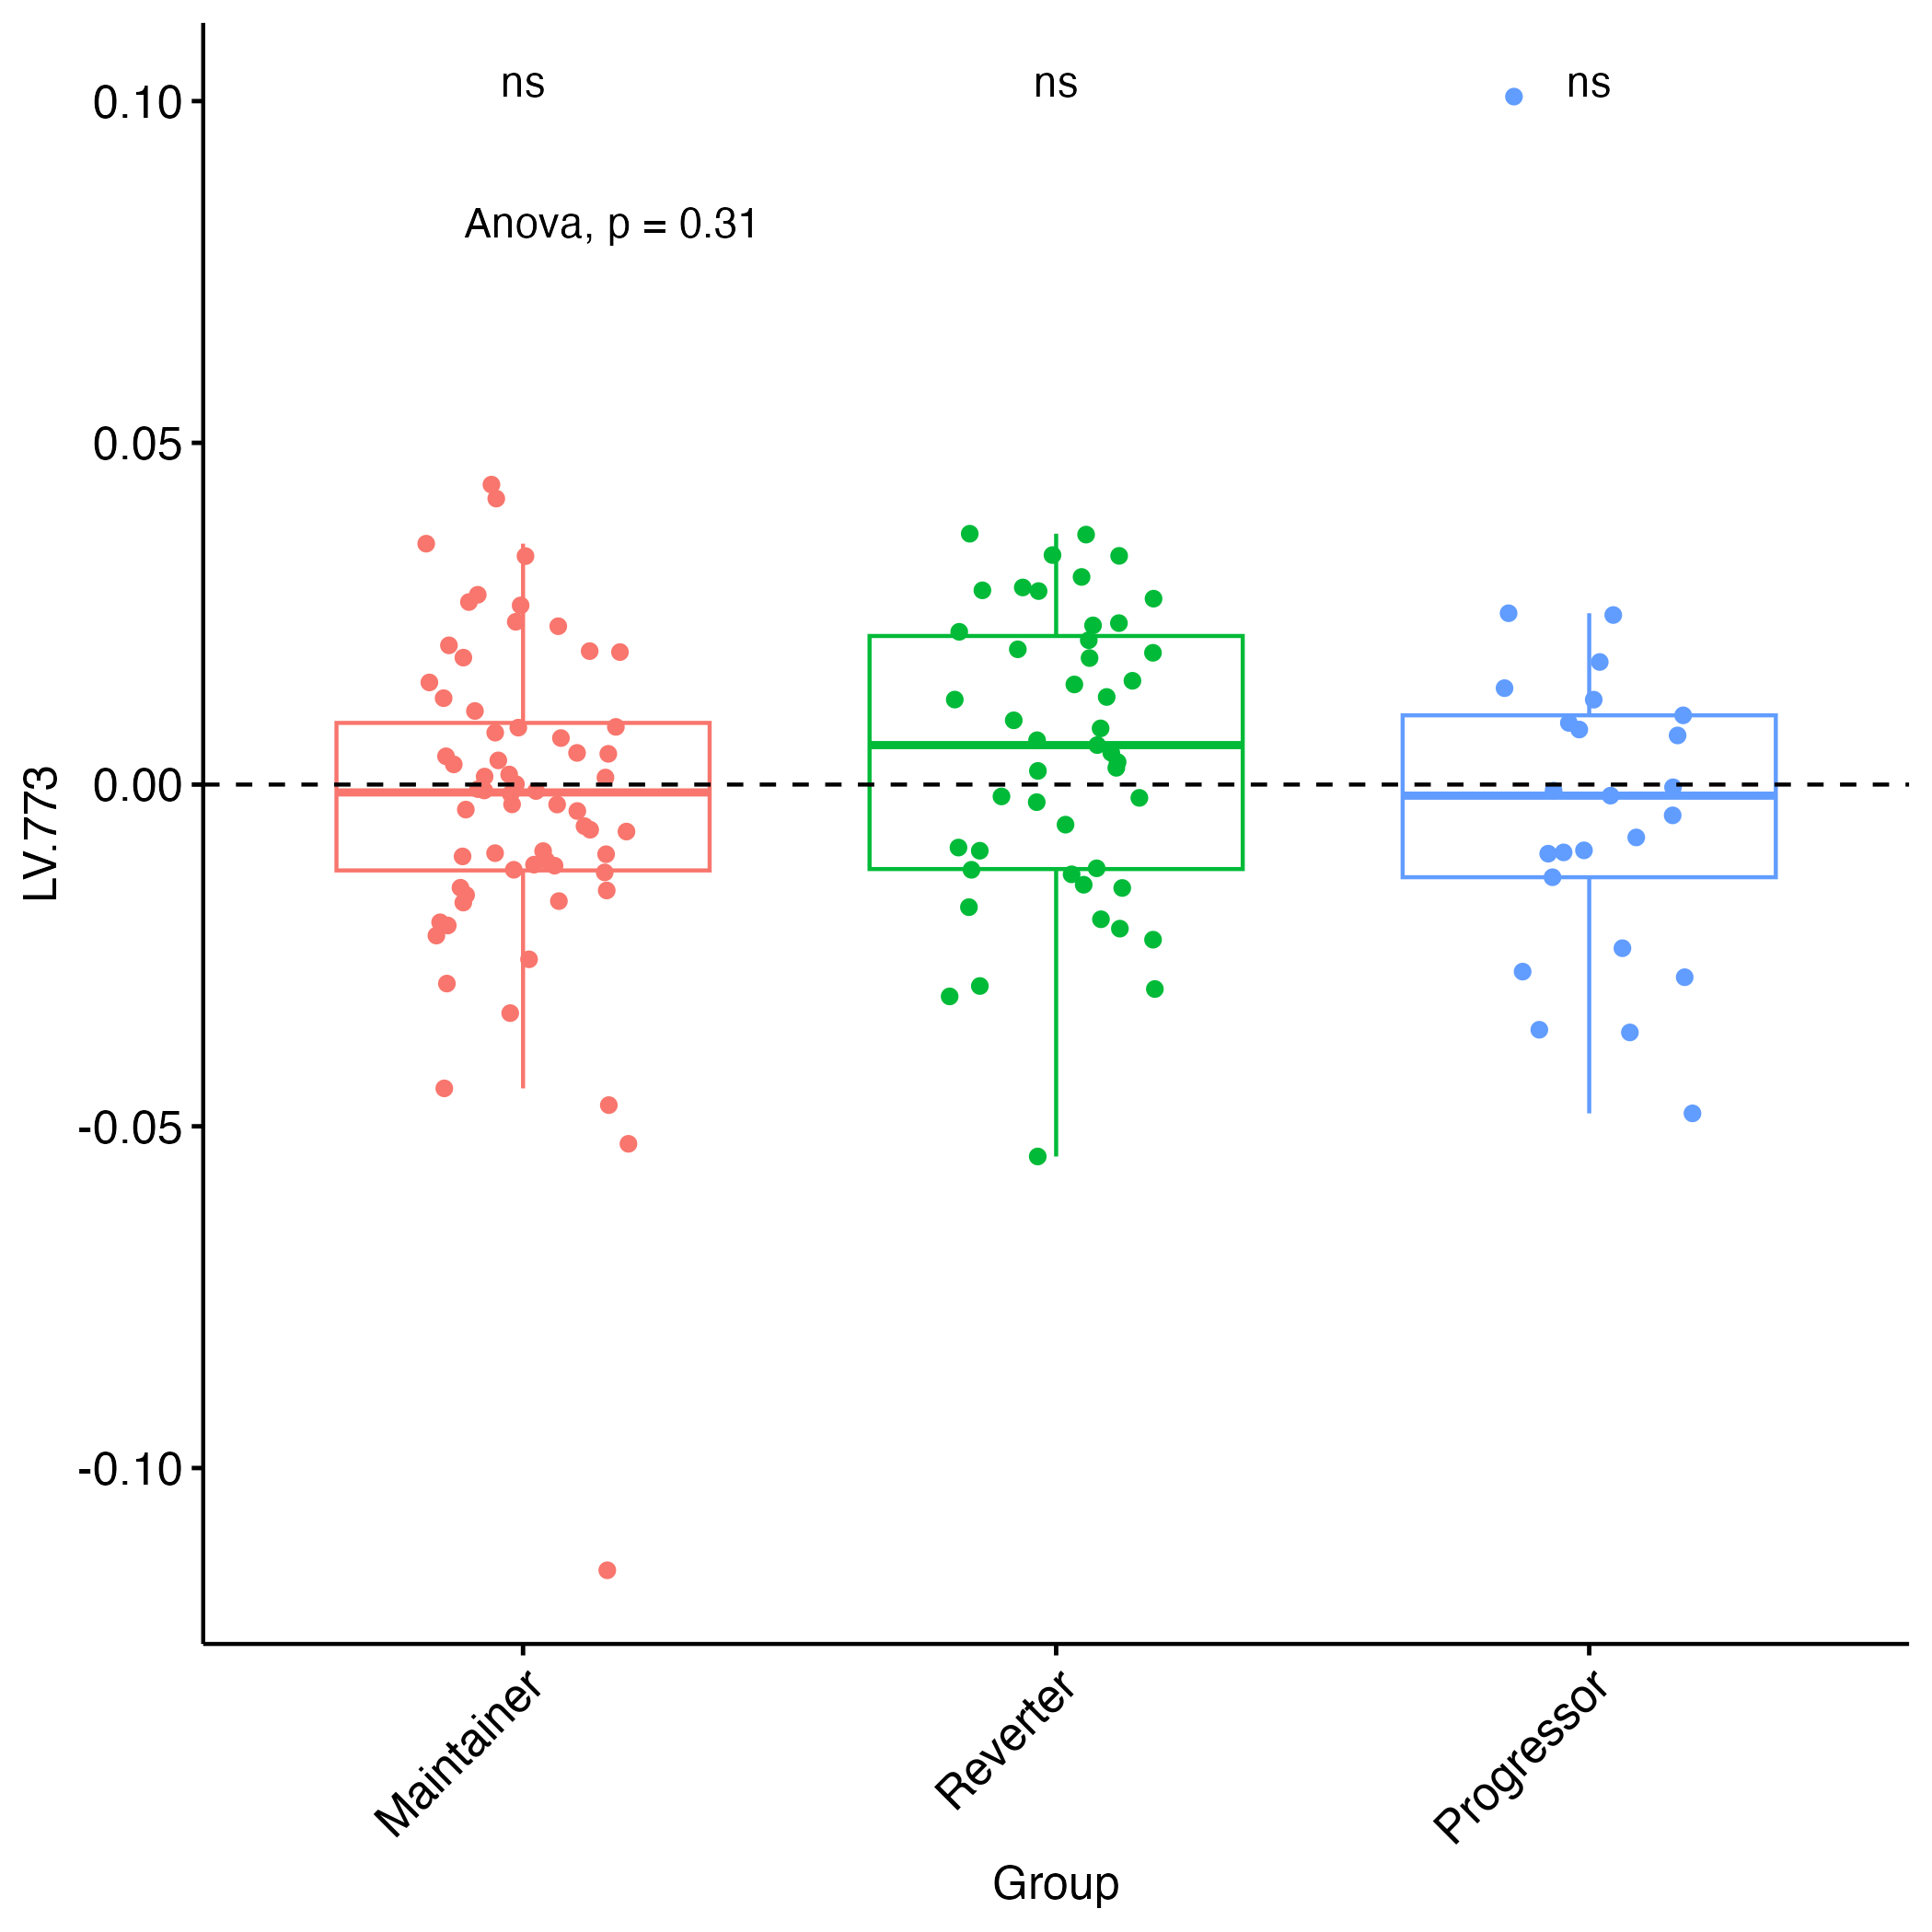 ns ns ns
Anova, p = 0.31
0.10
0.05
0.00
-0.05
-0.10
LV.773
Maintainer Reverter Progressor
Group